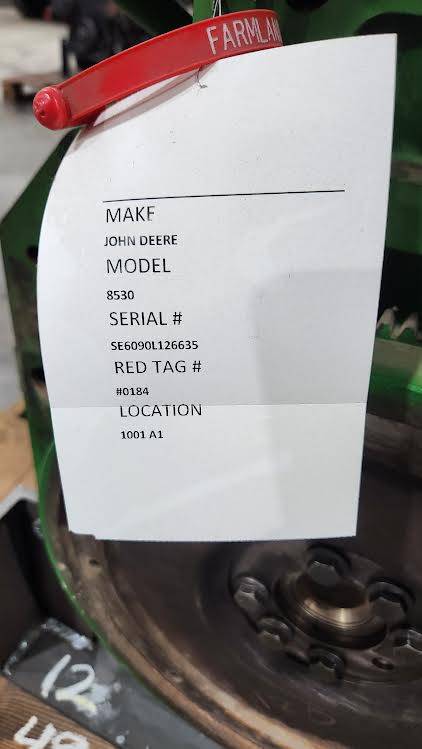 FARMLAN
MAKE
JOHN DEERE
MODEL
8530
SERIAL #
SE6090L126635
RED TAG #
#0184
LOCATION
1001 A1
12